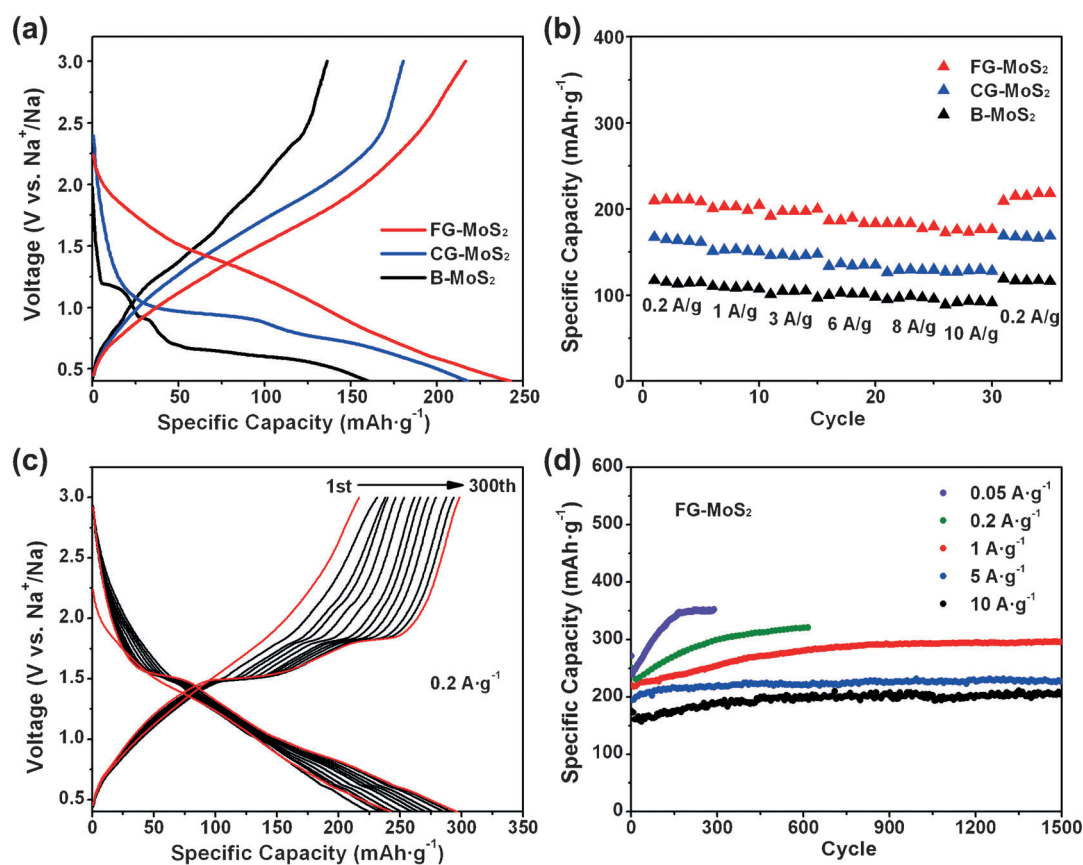 (a)
Voltage (V vs. Na⁺/Na)
3.0
2.5
2.0
1.5
1.0
0.5
FG-MoS₂
CG-MoS₂
B-MoS₂
0 50 100 150 200 250
Specific Capacity (mAh·g⁻¹)
(b)
Specific Capacity (mAh·g⁻¹)
400
300
200
100
0
FG-MoS₂
CG-MoS₂
B-MoS₂
0.2 A/g 1 A/g 3 A/g 6 A/g 8 A/g 10 A/g 0.2 A/g
0 10 20 30
Cycle
(c)
Voltage (V vs. Na⁺/Na)
3.0
2.5
2.0
1.5
1.0
0.5
1st 300th
0.2 A·g⁻¹
0 50 100 150 200 250 300 350
Specific Capacity (mAh·g⁻¹)
(d)
Specific Capacity (mAh·g⁻¹)
600
500
400
300
200
100
0
FG-MoS₂
0.05 A·g⁻¹
0.2 A·g⁻¹
1 A·g⁻¹
5 A·g⁻¹
10 A·g⁻¹
0 300 600 900 1200 1500
Cycle